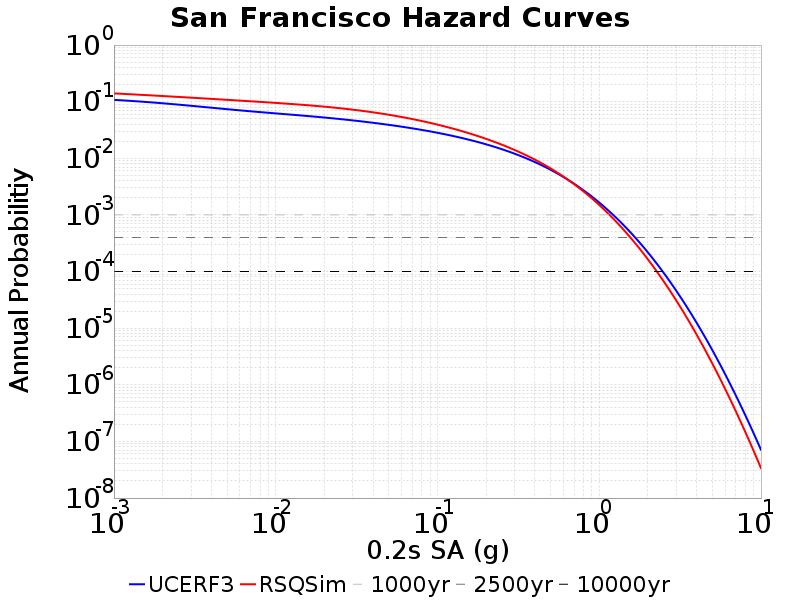 San Francisco Hazard Curves
10^0
10^-1
10^-2
10^-3
10^-4
10^-5
10^-6
10^-7
10^-8
Annual Probabilitiy
10^-3 10^-2 10^-1 10^0 10^1
0.2s SA (g)
UCERF3 RSQSim 1000yr 2500yr 10000yr